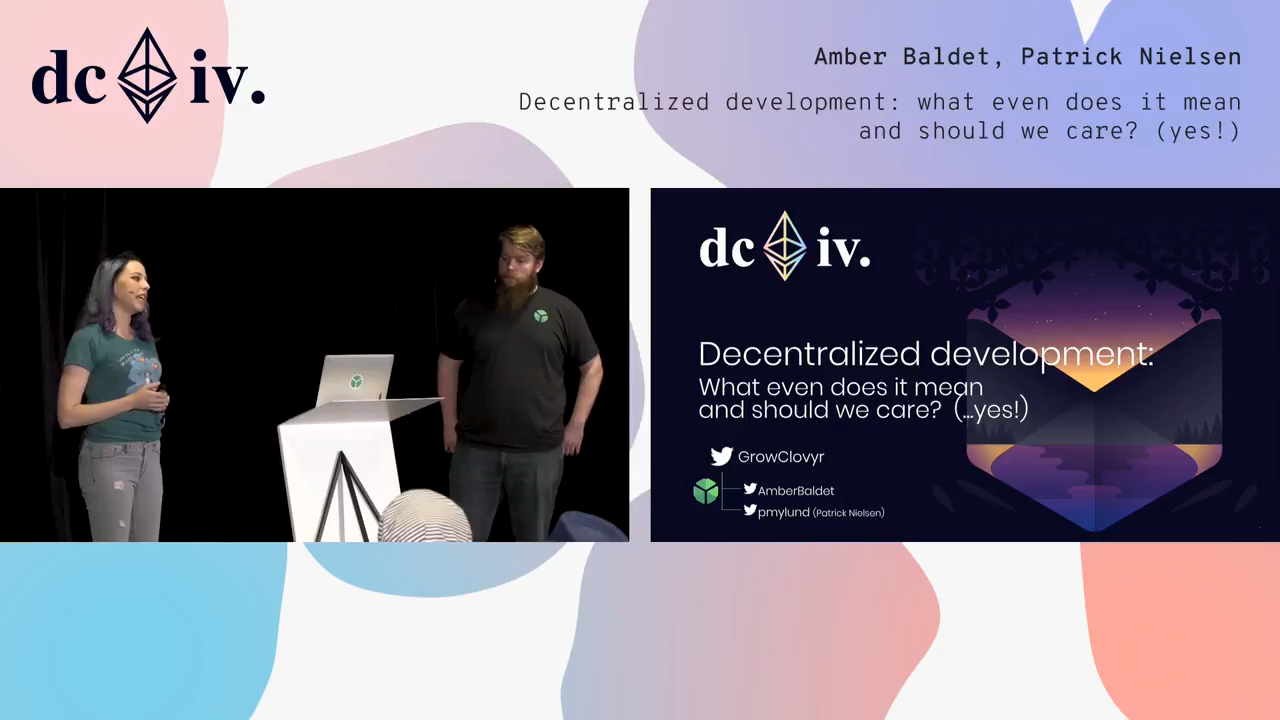 dc iv.
Amber Baldet, Patrick Nielsen
Decentralized development: what even does it mean
and should we care? (yes!)
dc iv.
Decentralized development:
What even does it mean
and should we care? (...yes!)
GrowClovyr
AmberBaldet
pmylund (Patrick Nielsen)